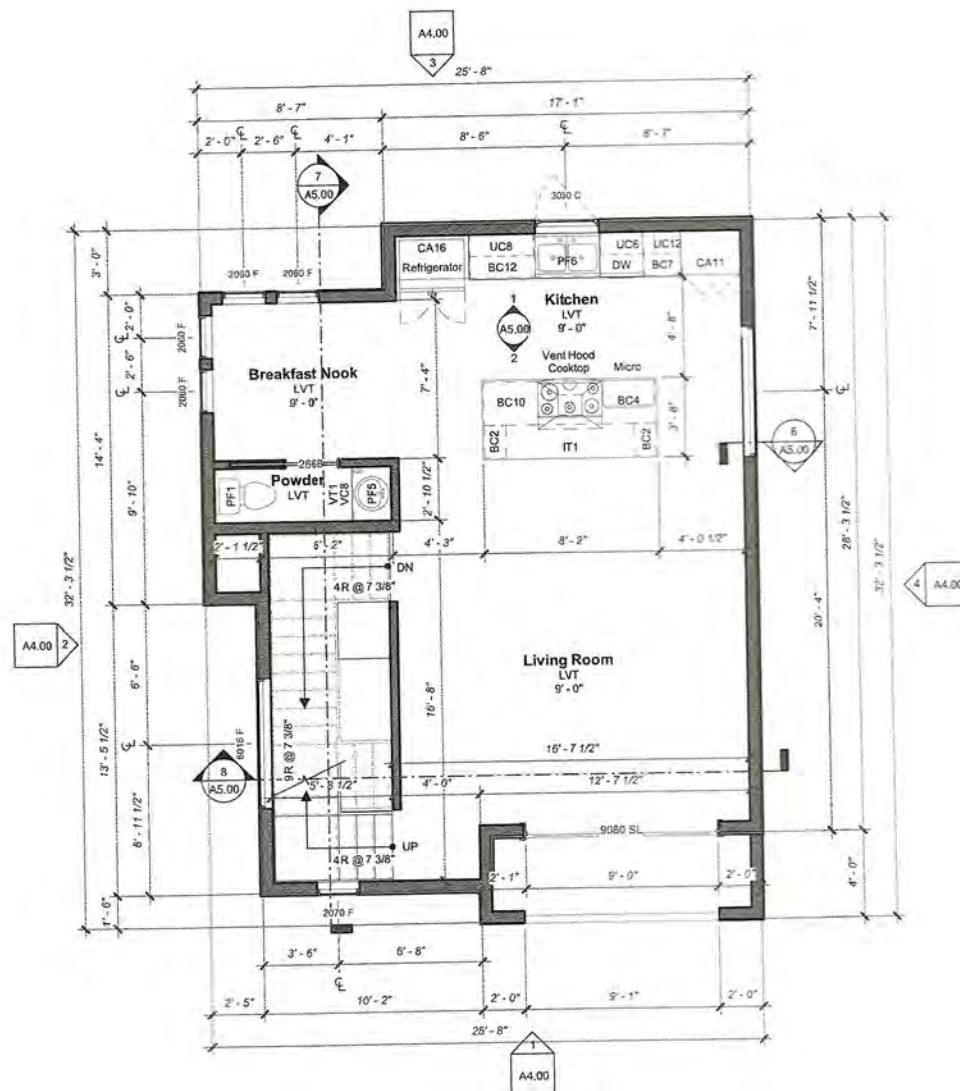 A4.00
3
25' - 8"
8' - 7"
17' - 1"
2' - 0"
2' - 6"
4' - 1"
8' - 6"
8' - 7"
7
A5.00
3030 C
CA16
Refrigerator
UC8
BC12
PF6
UC6
DW
UC12
BC7
CA11
3' - 0"
2060 F
2060 F
Kitchen
LVT
9' - 0"
1
A5.00
2
7' - 11 1/2"
2' - 0"
2' - 6"
2060 F
2060 F
4' - 8"
Breakfast Nook
LVT
9' - 0"
7' - 4"
Vent Hood
Cooktop
Micro
BC10
BC4
3' - 8"
BC2
IT1
BC2
6
A5.00
14' - 4"
9' - 10"
2668
Powder
LVT
PF1
VT1
VC8
PF5
2' - 10 1/2"
28' - 3 1/2"
32' - 3 1/2"
32' - 3 1/2"
2' - 1 1/2"
6' - 2"
4' - 3"
8' - 2"
4' - 0 1/2"
DN
4R @ 7 3/8"
4
A4.00
A4.00
2
20' - 4"
6' - 6"
Living Room
LVT
9' - 0"
16' - 8"
13' - 5 1/2"
6016 F
9R @ 7 3/8"
16' - 7 1/2"
8
A5.00
5' - 3 1/2"
4' - 0"
12' - 7 1/2"
6' - 11 1/2"
9080 SL
UP
4R @ 7 3/8"
2' - 1"
9' - 0"
2' - 0"
4' - 0"
1' - 6"
2070 F
3' - 6"
6' - 8"
2' - 5"
10' - 2"
2' - 0"
9' - 1"
2' - 0"
25' - 8"
1
A4.00